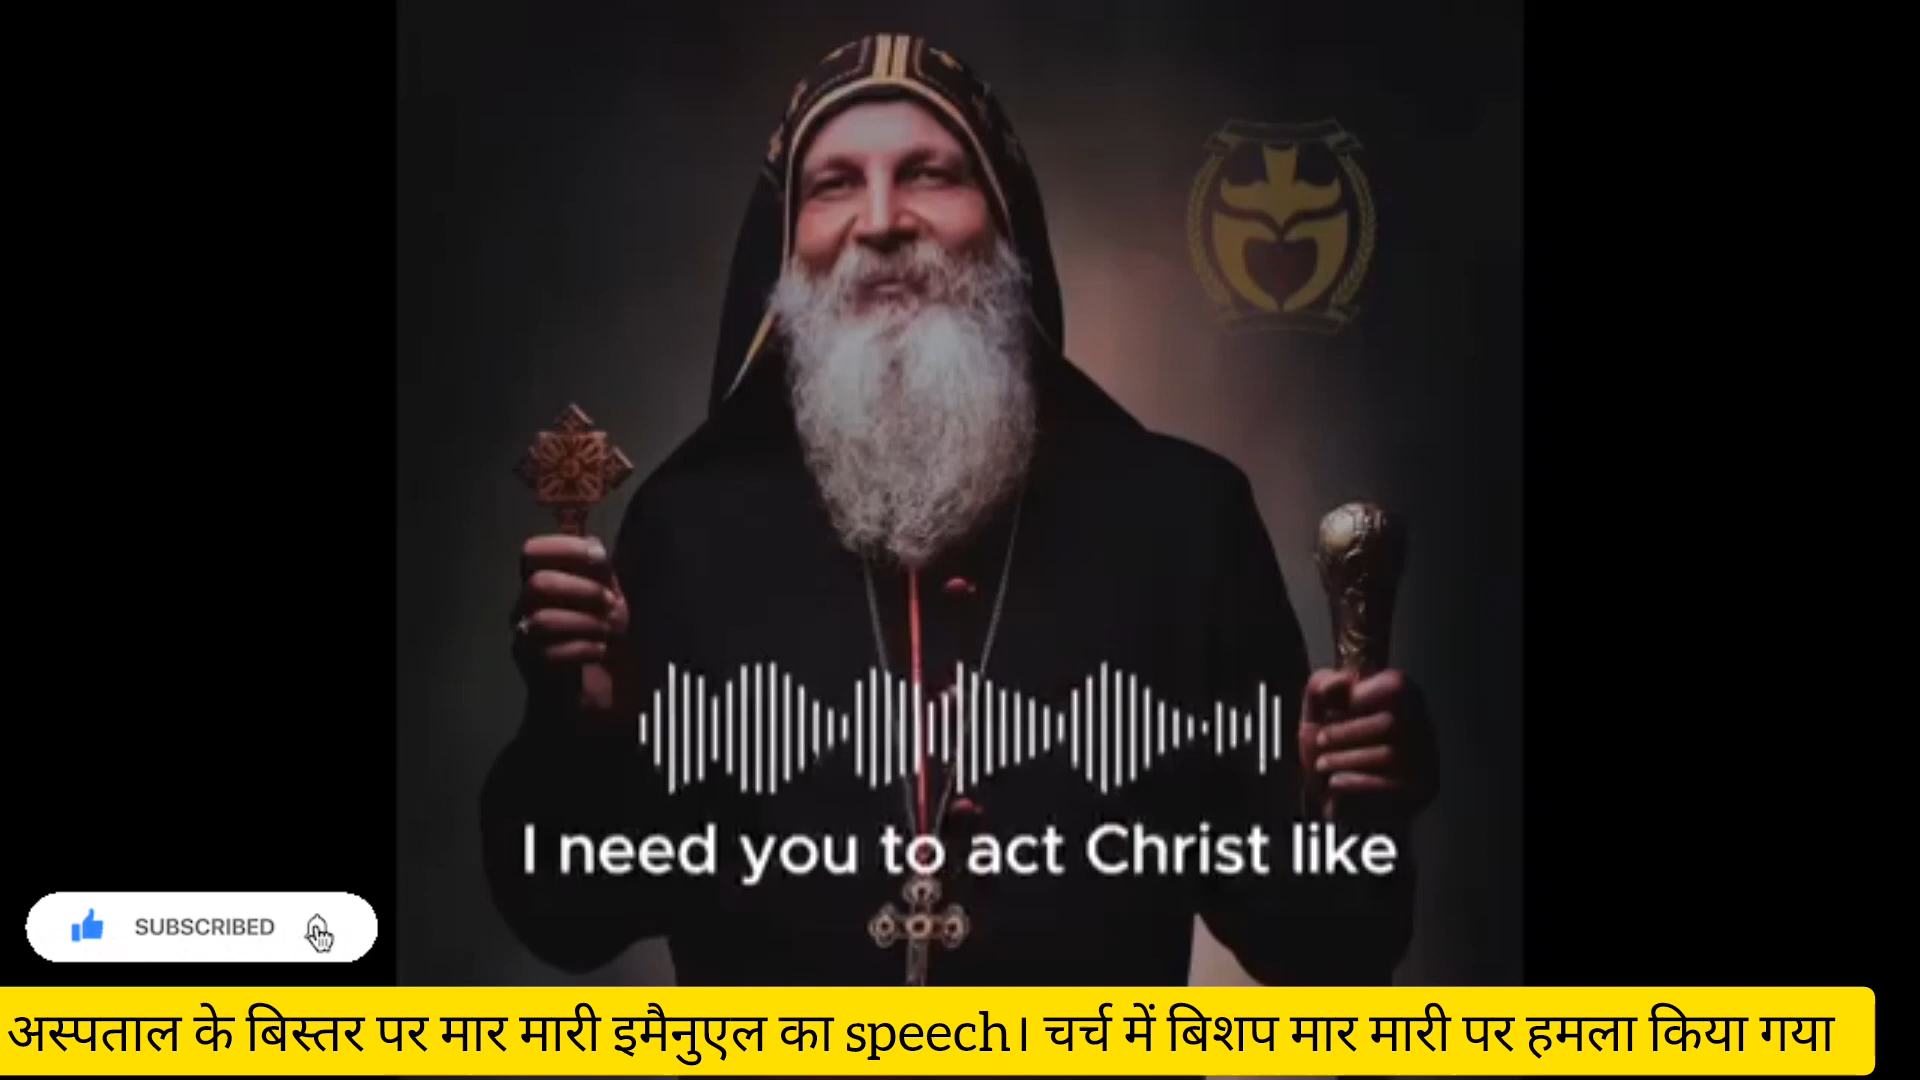 I need you to act Christ like
SUBSCRIBED
अस्पताल के बिस्तर पर मार मारी इमैनुएल का speech। चर्च में बिशप मार मारी पर हमला किया गया